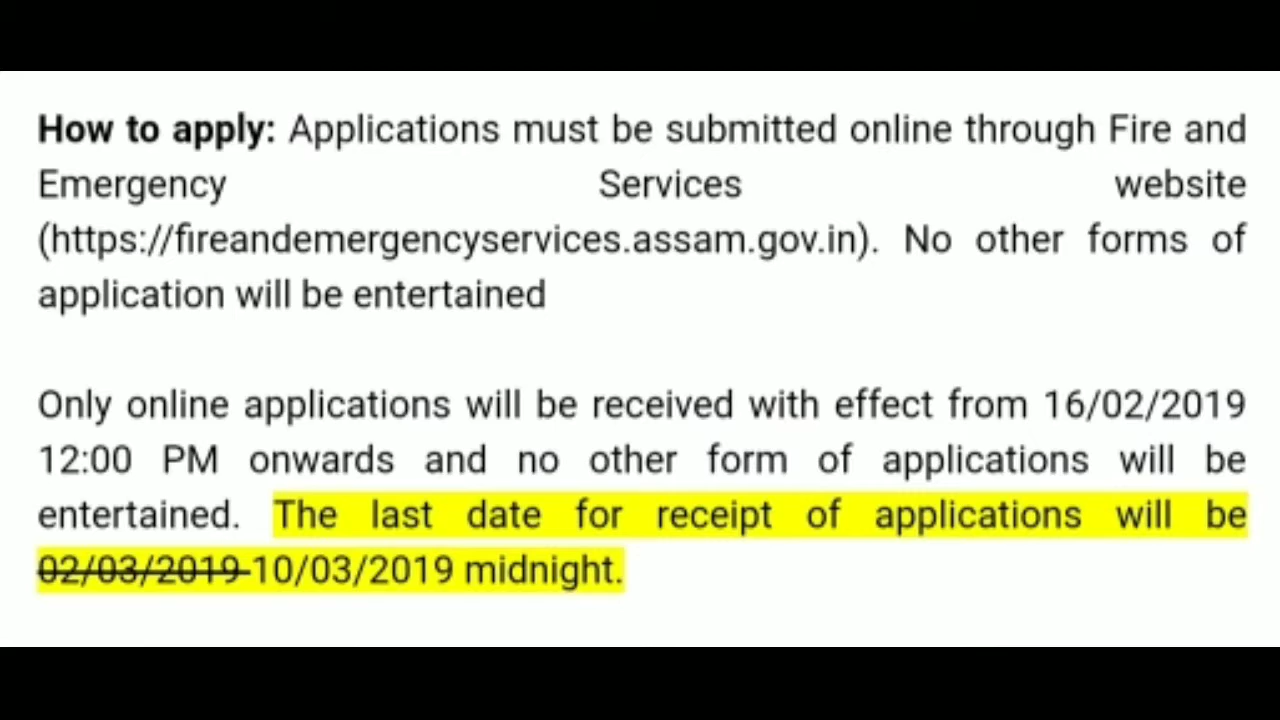 How to apply: Applications must be submitted online through Fire and
Emergency Services website
(https://fireandemergencyservices.assam.gov.in). No other forms of
application will be entertained
Only online applications will be received with effect from 16/02/2019
12:00 PM onwards and no other form of applications will be
entertained. The last date for receipt of applications will be
02/03/2019 10/03/2019 midnight.